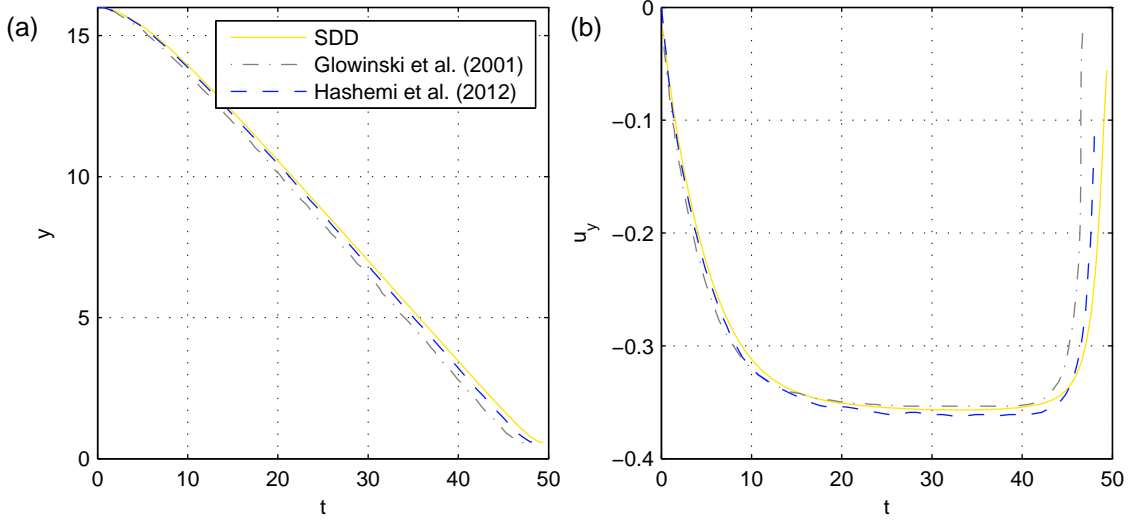 (a)
15
10
5
0
y
0 10 20 30 40 50
t
SDD
Glowinski et al. (2001)
Hashemi et al. (2012)
(b)
0
−0.1
−0.2
−0.3
−0.4
u_y
0 10 20 30 40 50
t